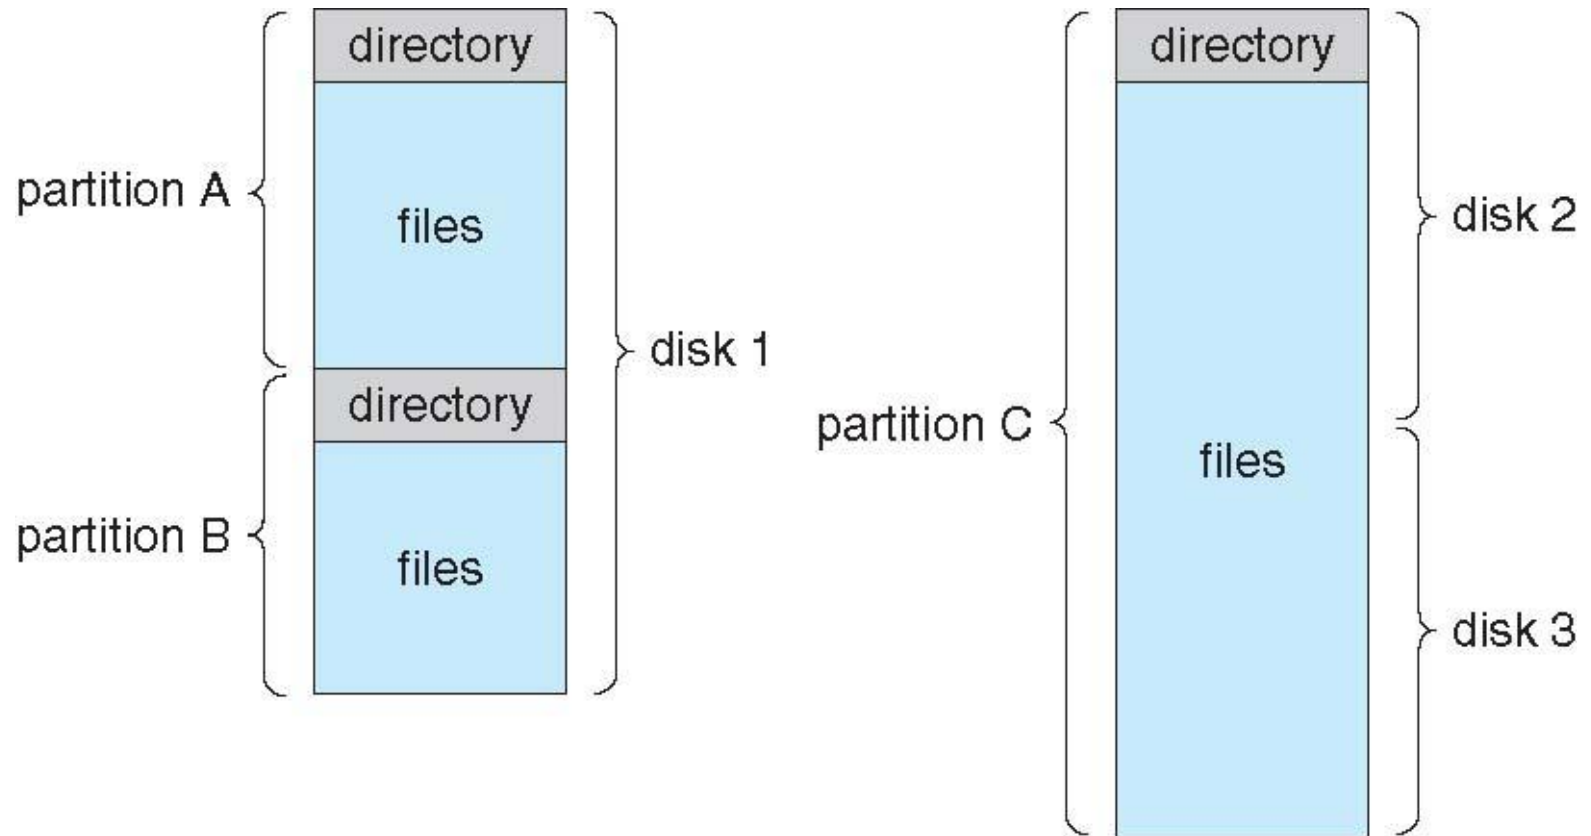 directory
partition A
files
disk 1
directory
partition B
files
directory
disk 2
partition C
files
disk 3